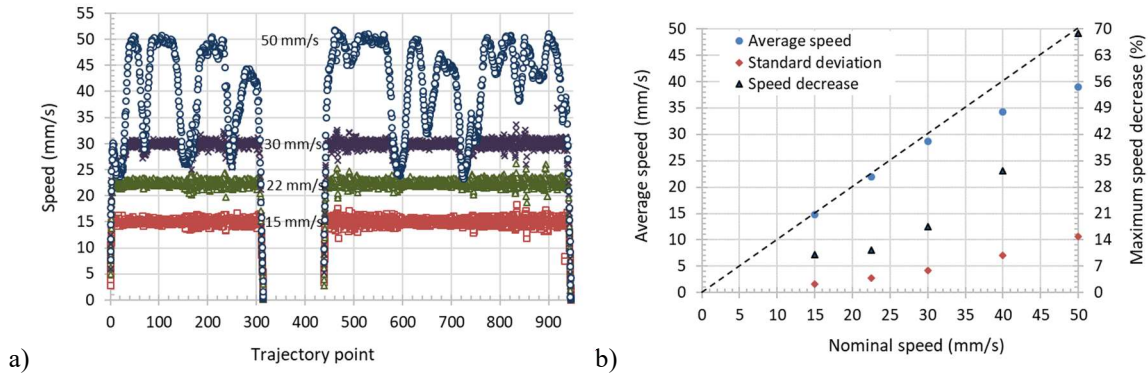 55
50
45
40
35
30
25
20
15
10
5
0
Speed (mm/s)
50 mm/s
30 mm/s
22 mm/s
15 mm/s
0 100 200 300 400 500 600 700 800 900
Trajectory point
a)
50
45
40
35
30
25
20
15
10
5
0
Average speed (mm/s)
Average speed
Standard deviation
Speed decrease
70
63
56
49
42
35
28
21
14
7
0
Maximum speed decrease (%)
0 5 10 15 20 25 30 35 40 45 50
Nominal speed (mm/s)
b)